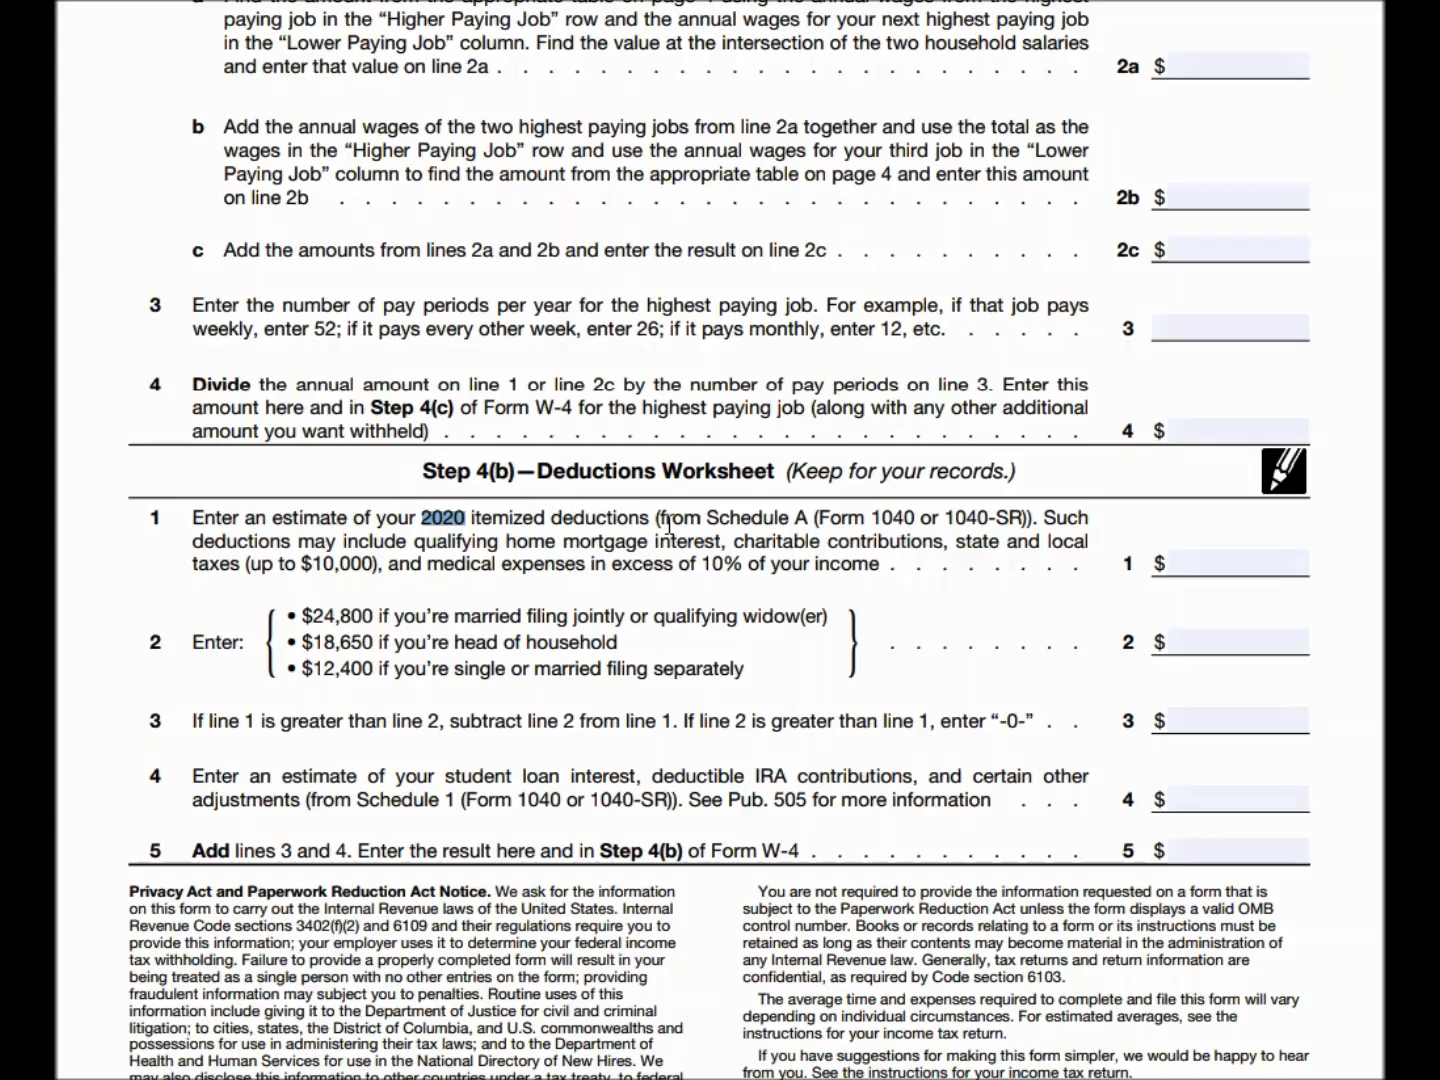 paying job in the “Higher Paying Job” row and the annual wages for your next highest paying job
in the “Lower Paying Job” column. Find the value at the intersection of the two household salaries
and enter that value on line 2a . . . . . . . . . . . . . . . . . . . . . . . 2a $
b Add the annual wages of the two highest paying jobs from line 2a together and use the total as the
wages in the “Higher Paying Job” row and use the annual wages for your third job in the “Lower
Paying Job” column to find the amount from the appropriate table on page 4 and enter this amount
on line 2b . . . . . . . . . . . . . . . . . . . . . . . . . . . . . 2b $
c Add the amounts from lines 2a and 2b and enter the result on line 2c . . . . . . . . . . 2c $
3 Enter the number of pay periods per year for the highest paying job. For example, if that job pays
weekly, enter 52; if it pays every other week, enter 26; if it pays monthly, enter 12, etc. . . . . . 3
4 Divide the annual amount on line 1 or line 2c by the number of pay periods on line 3. Enter this
amount here and in Step 4(c) of Form W-4 for the highest paying job (along with any other additional
amount you want withheld) . . . . . . . . . . . . . . . . . . . . . . . . . 4 $
Step 4(b)—Deductions Worksheet (Keep for your records.)
1 Enter an estimate of your 2020 itemized deductions (from Schedule A (Form 1040 or 1040-SR)). Such
deductions may include qualifying home mortgage interest, charitable contributions, state and local
taxes (up to $10,000), and medical expenses in excess of 10% of your income . . . . . . . . 1 $
• $24,800 if you’re married filing jointly or qualifying widow(er)
2 Enter: • $18,650 if you’re head of household . . . . . . . . 2 $
• $12,400 if you’re single or married filing separately
3 If line 1 is greater than line 2, subtract line 2 from line 1. If line 2 is greater than line 1, enter “-0-” . . 3 $
4 Enter an estimate of your student loan interest, deductible IRA contributions, and certain other
adjustments (from Schedule 1 (Form 1040 or 1040-SR)). See Pub. 505 for more information . . . 4 $
5 Add lines 3 and 4. Enter the result here and in Step 4(b) of Form W-4 . . . . . . . . . . . 5 $
Privacy Act and Paperwork Reduction Act Notice. We ask for the information
on this form to carry out the Internal Revenue laws of the United States. Internal
Revenue Code sections 3402(f)(2) and 6109 and their regulations require you to
provide this information; your employer uses it to determine your federal income
tax withholding. Failure to provide a properly completed form will result in your
being treated as a single person with no other entries on the form; providing
fraudulent information may subject you to penalties. Routine uses of this
information include giving it to the Department of Justice for civil and criminal
litigation; to cities, states, the District of Columbia, and U.S. commonwealths and
possessions for use in administering their tax laws; and to the Department of
Health and Human Services for use in the National Directory of New Hires. We
may also disclose this information to other countries under a tax treaty, to federal
You are not required to provide the information requested on a form that is
subject to the Paperwork Reduction Act unless the form displays a valid OMB
control number. Books or records relating to a form or its instructions must be
retained as long as their contents may become material in the administration of
any Internal Revenue law. Generally, tax returns and return information are
confidential, as required by Code section 6103.
The average time and expenses required to complete and file this form will vary
depending on individual circumstances. For estimated averages, see the
instructions for your income tax return.
If you have suggestions for making this form simpler, we would be happy to hear
from you. See the instructions for your income tax return.